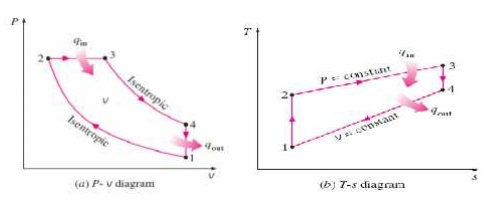 P
q_in
2
3
Isentropic
v
Isentropic
4
q_out
1
v
(a) P- v diagram
T
q_in
P = constant
3
2
4
q_out
v = constant
1
s
(b) T-s diagram